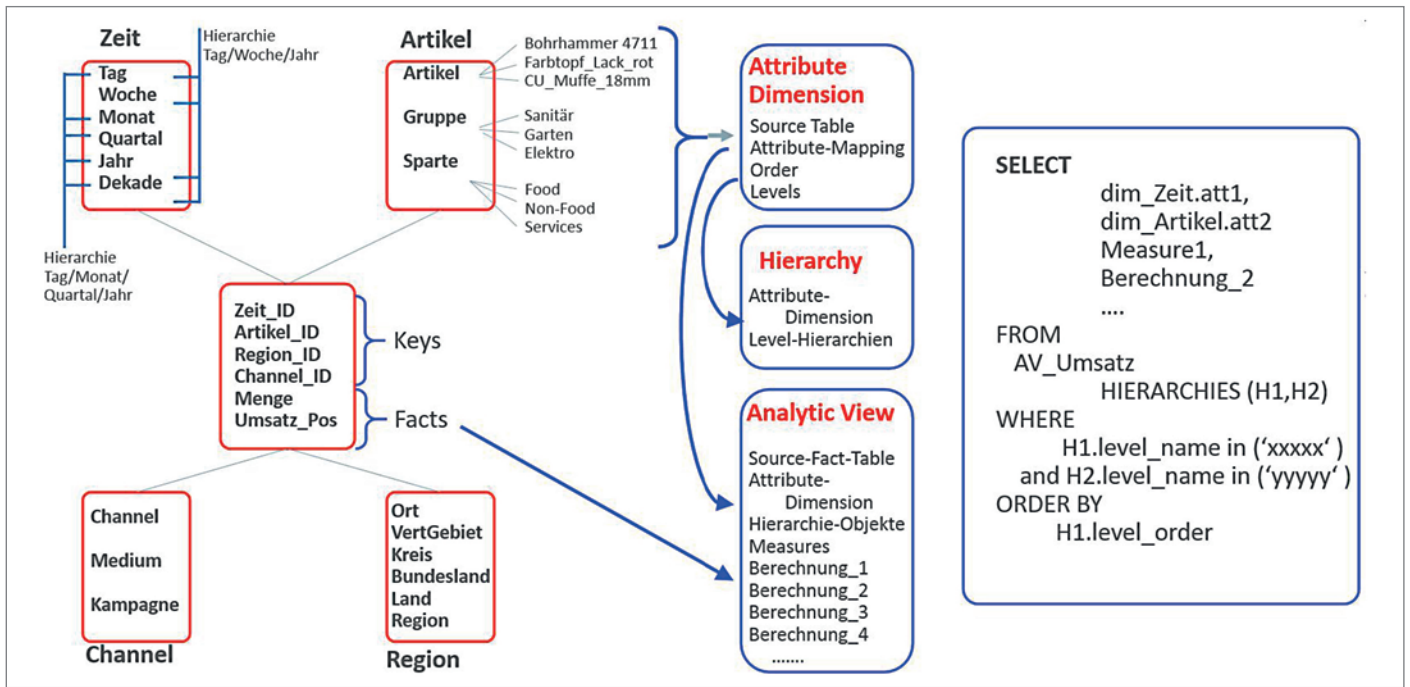 Zeit
Hierarchie
Tag/Woche/Jahr
Tag
Woche
Monat
Quartal
Jahr
Dekade
Hierarchie
Tag/Monat/
Quartal/Jahr
Artikel
Artikel
Gruppe
Sparte
Bohrhammer 4711
Farbtopf_Lack_rot
CU_Muffe_18mm
Sanitär
Garten
Elektro
Food
Non-Food
Services
Zeit_ID
Artikel_ID
Region_ID
Channel_ID
Menge
Umsatz_Pos
Keys
Facts
Channel
Medium
Kampagne
Channel
Ort
VertGebiet
Kreis
Bundesland
Land
Region
Region
Attribute
Dimension
Source Table
Attribute-Mapping
Order
Levels
Hierarchy
Attribute-
Dimension
Level-Hierarchien
Analytic View
Source-Fact-Table
Attribute-
Dimension
Hierarchie-Objekte
Measures
Berechnung_1
Berechnung_2
Berechnung_3
Berechnung_4
.......
SELECT
dim_Zeit.att1,
dim_Artikel.att2
Measure1,
Berechnung_2
....
FROM
AV_Umsatz
HIERARCHIES (H1,H2)
WHERE
H1.level_name in (‘xxxxx‘ )
and H2.level_name in (‘yyyyy‘ )
ORDER BY
H1.level_order